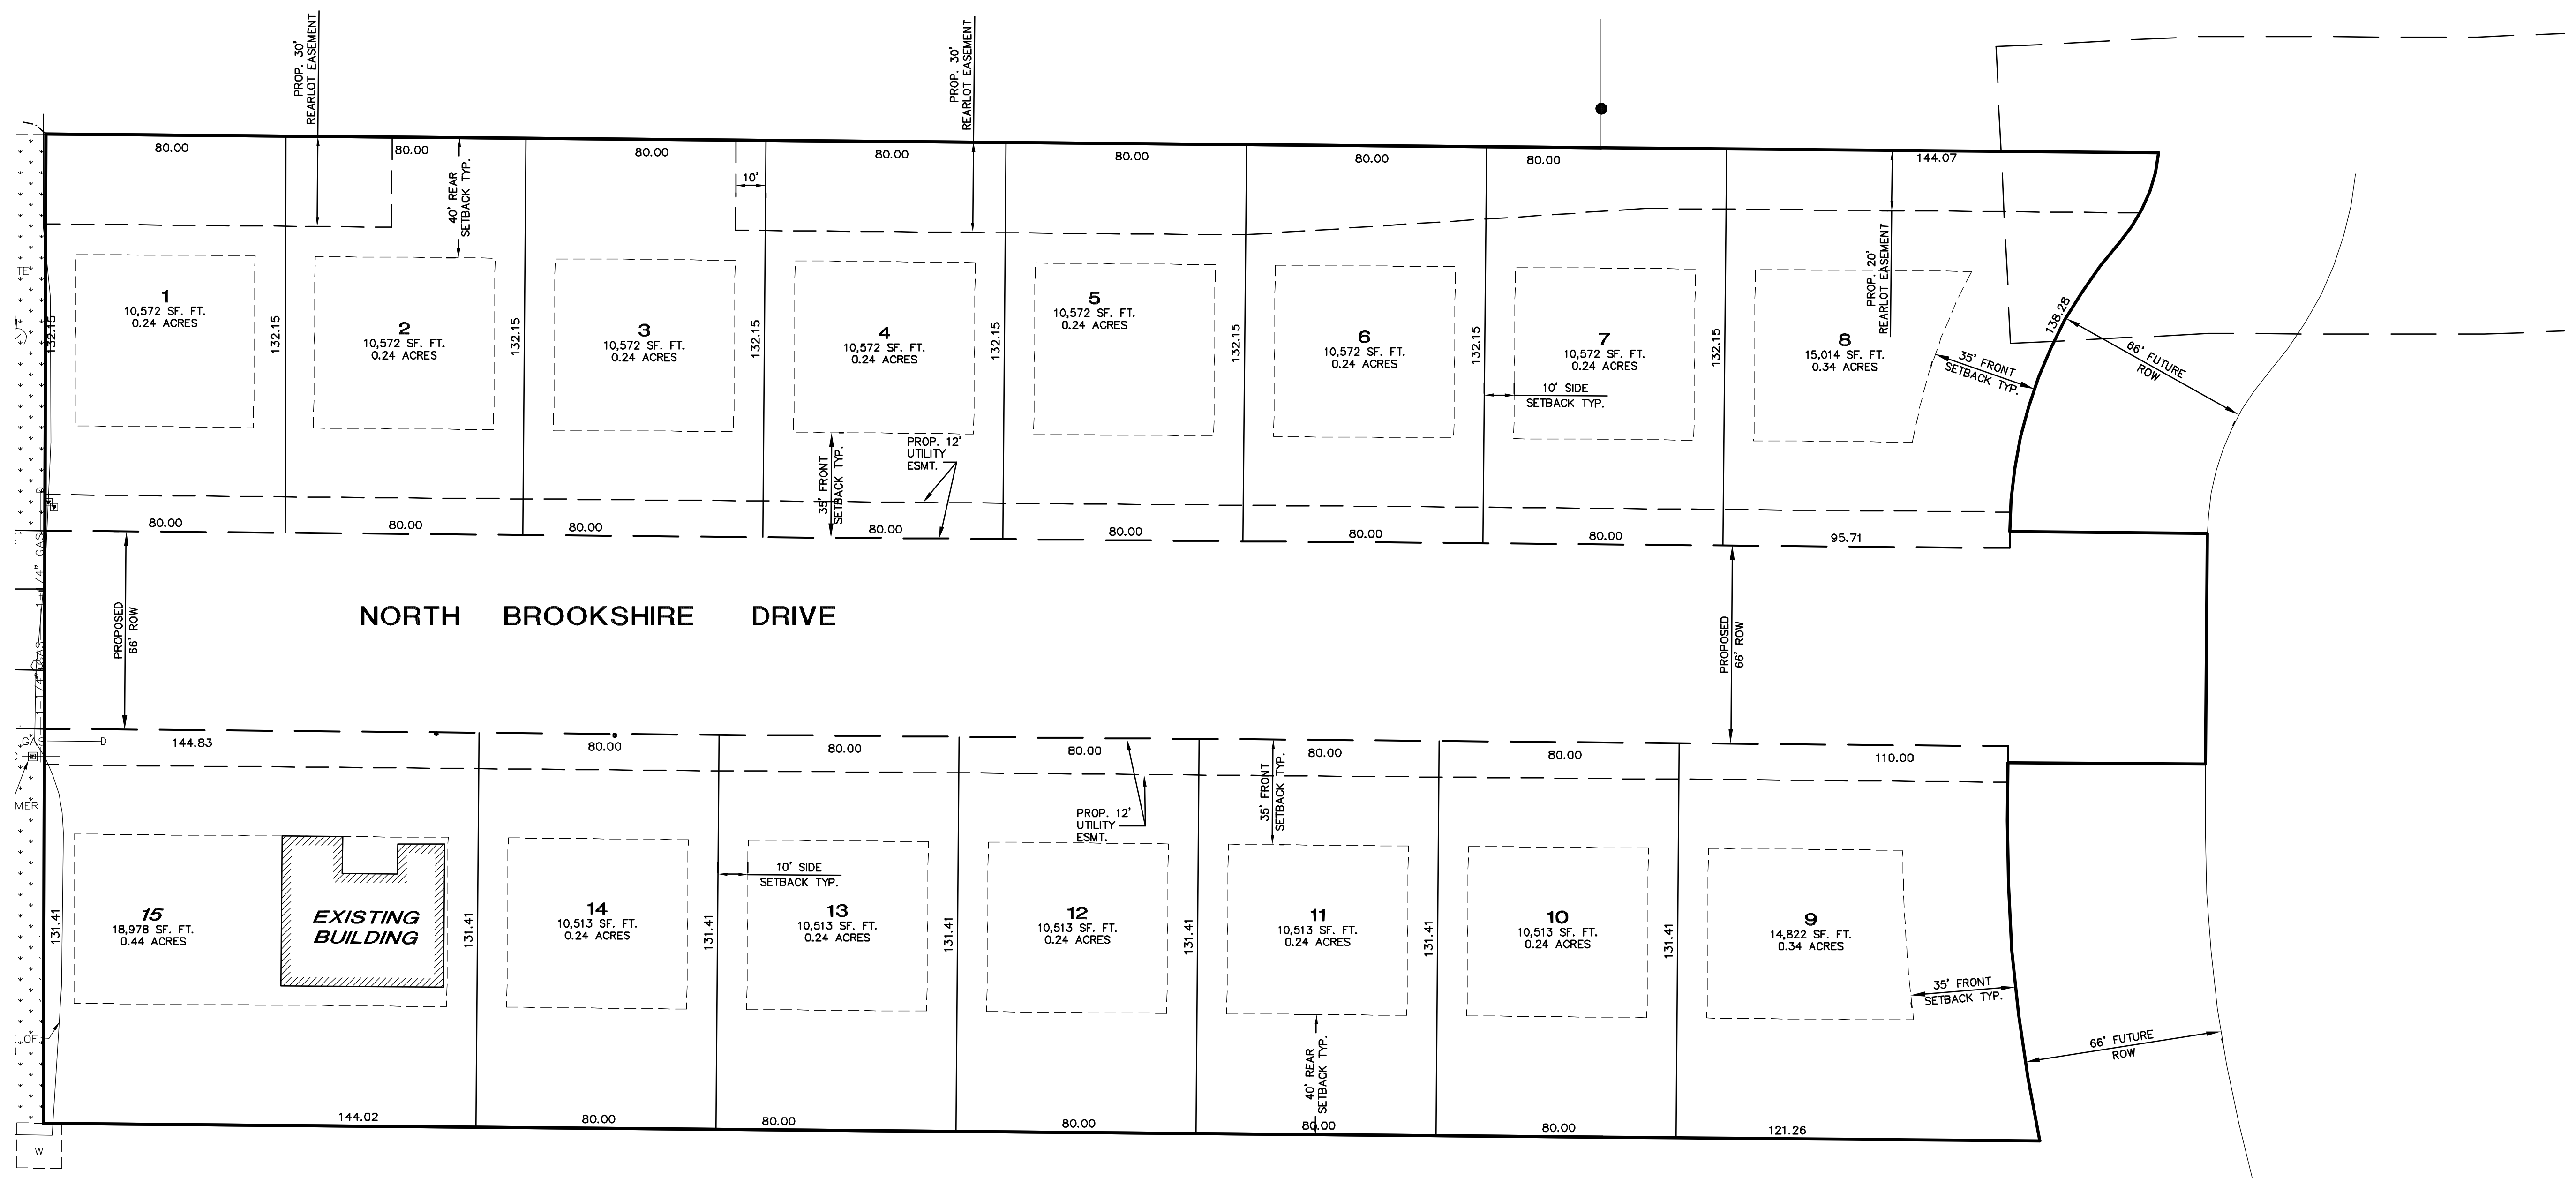 PROP. 30'
REARLOT EASEMENT
PROP. 30'
REARLOT EASEMENT
80.00
80.00
80.00
80.00
80.00
80.00
80.00
144.07
40' REAR
SETBACK TYP.
10'
PROP. 20'
REARLOT EASEMENT
TE
132.15
1
10,572 SF. FT.
0.24 ACRES
132.15
2
10,572 SF. FT.
0.24 ACRES
132.15
3
10,572 SF. FT.
0.24 ACRES
132.15
4
10,572 SF. FT.
0.24 ACRES
132.15
5
10,572 SF. FT.
0.24 ACRES
132.15
6
10,572 SF. FT.
0.24 ACRES
132.15
7
10,572 SF. FT.
0.24 ACRES
132.15
8
15,014 SF. FT.
0.34 ACRES
138.28
35' FRONT
SETBACK TYP.
66' FUTURE
ROW
10' SIDE
SETBACK TYP.
35' FRONT
SETBACK TYP.
PROP. 12'
UTILITY
ESMT.
80.00
80.00
80.00
80.00
80.00
80.00
80.00
95.71
1-1/4" GAS
1-1/4" GAS
PROPOSED
66' ROW
NORTH BROOKSHIRE DRIVE
PROPOSED
66' ROW
GAS
D
144.83
80.00
80.00
80.00
80.00
80.00
110.00
MER
PROP. 12'
UTILITY
ESMT.
35' FRONT
SETBACK TYP.
10' SIDE
SETBACK TYP.
131.41
15
18,978 SF. FT.
0.44 ACRES
EXISTING
BUILDING
131.41
14
10,513 SF. FT.
0.24 ACRES
131.41
13
10,513 SF. FT.
0.24 ACRES
131.41
12
10,513 SF. FT.
0.24 ACRES
131.41
11
10,513 SF. FT.
0.24 ACRES
131.41
10
10,513 SF. FT.
0.24 ACRES
131.41
9
14,822 SF. FT.
0.34 ACRES
35' FRONT
SETBACK TYP.
66' FUTURE
ROW
OF
40' REAR
SETBACK TYP.
144.02
80.00
80.00
80.00
80.00
80.00
121.26
W